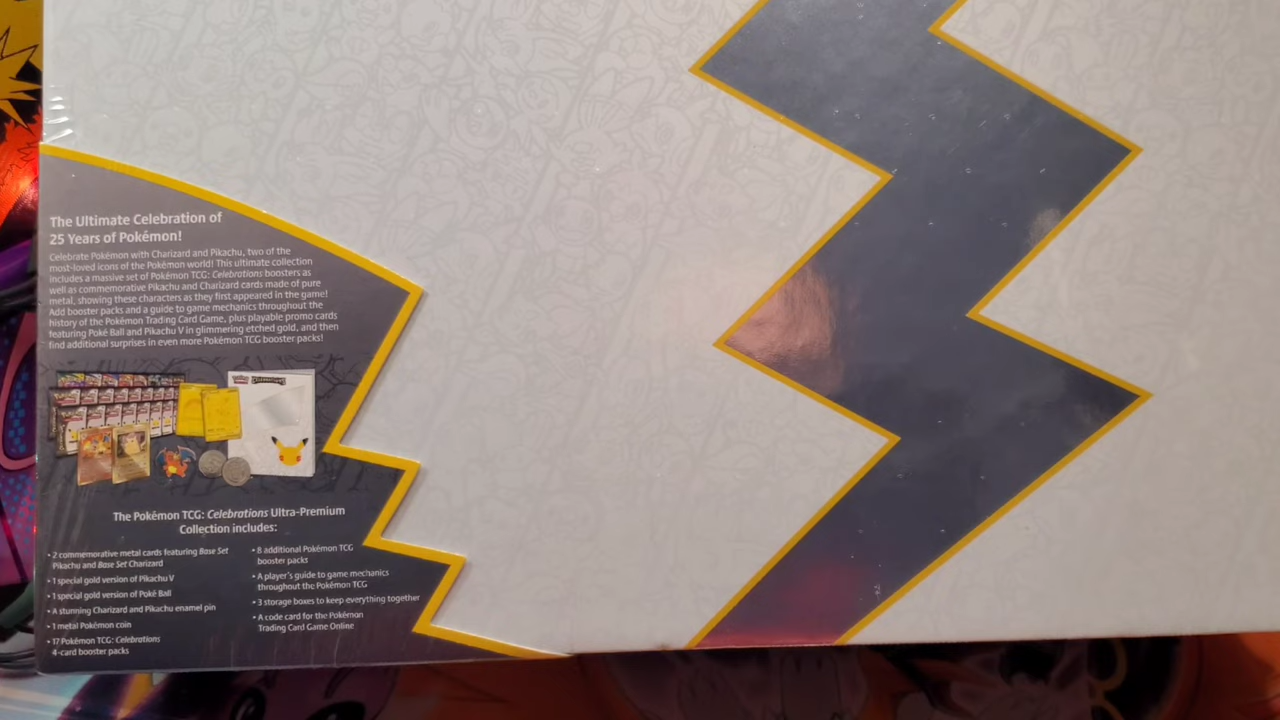 The Ultimate Celebration of
25 Years of Pokémon!
Celebrate Pokémon with Charizard and Pikachu, two of the
most-loved icons of the Pokémon world! This ultimate collection
includes a massive set of Pokémon TCG: Celebrations boosters as
well as commemorative Pikachu and Charizard cards made of pure
metal, showing these characters as they first appeared in the game!
Add booster packs and a guide to game mechanics throughout the
history of the Pokémon Trading Card Game, plus playable promo cards
featuring Poké Ball and Pikachu V in glimmering etched gold, and then
find additional surprises in even more Pokémon TCG booster packs!
CELEBRATIONS
The Pokémon TCG: Celebrations Ultra-Premium
Collection includes:
• 2 commemorative metal cards featuring Base Set
Pikachu and Base Set Charizard
• 1 special gold version of Pikachu V
• 1 special gold version of Poké Ball
• A stunning Charizard and Pikachu enamel pin
• 1 metal Pokémon coin
• 17 Pokémon TCG: Celebrations
4-card booster packs
• 8 additional Pokémon TCG
booster packs
• A player's guide to game mechanics
throughout the Pokémon TCG
• 3 storage boxes to keep everything together
• A code card for the Pokémon
Trading Card Game Online